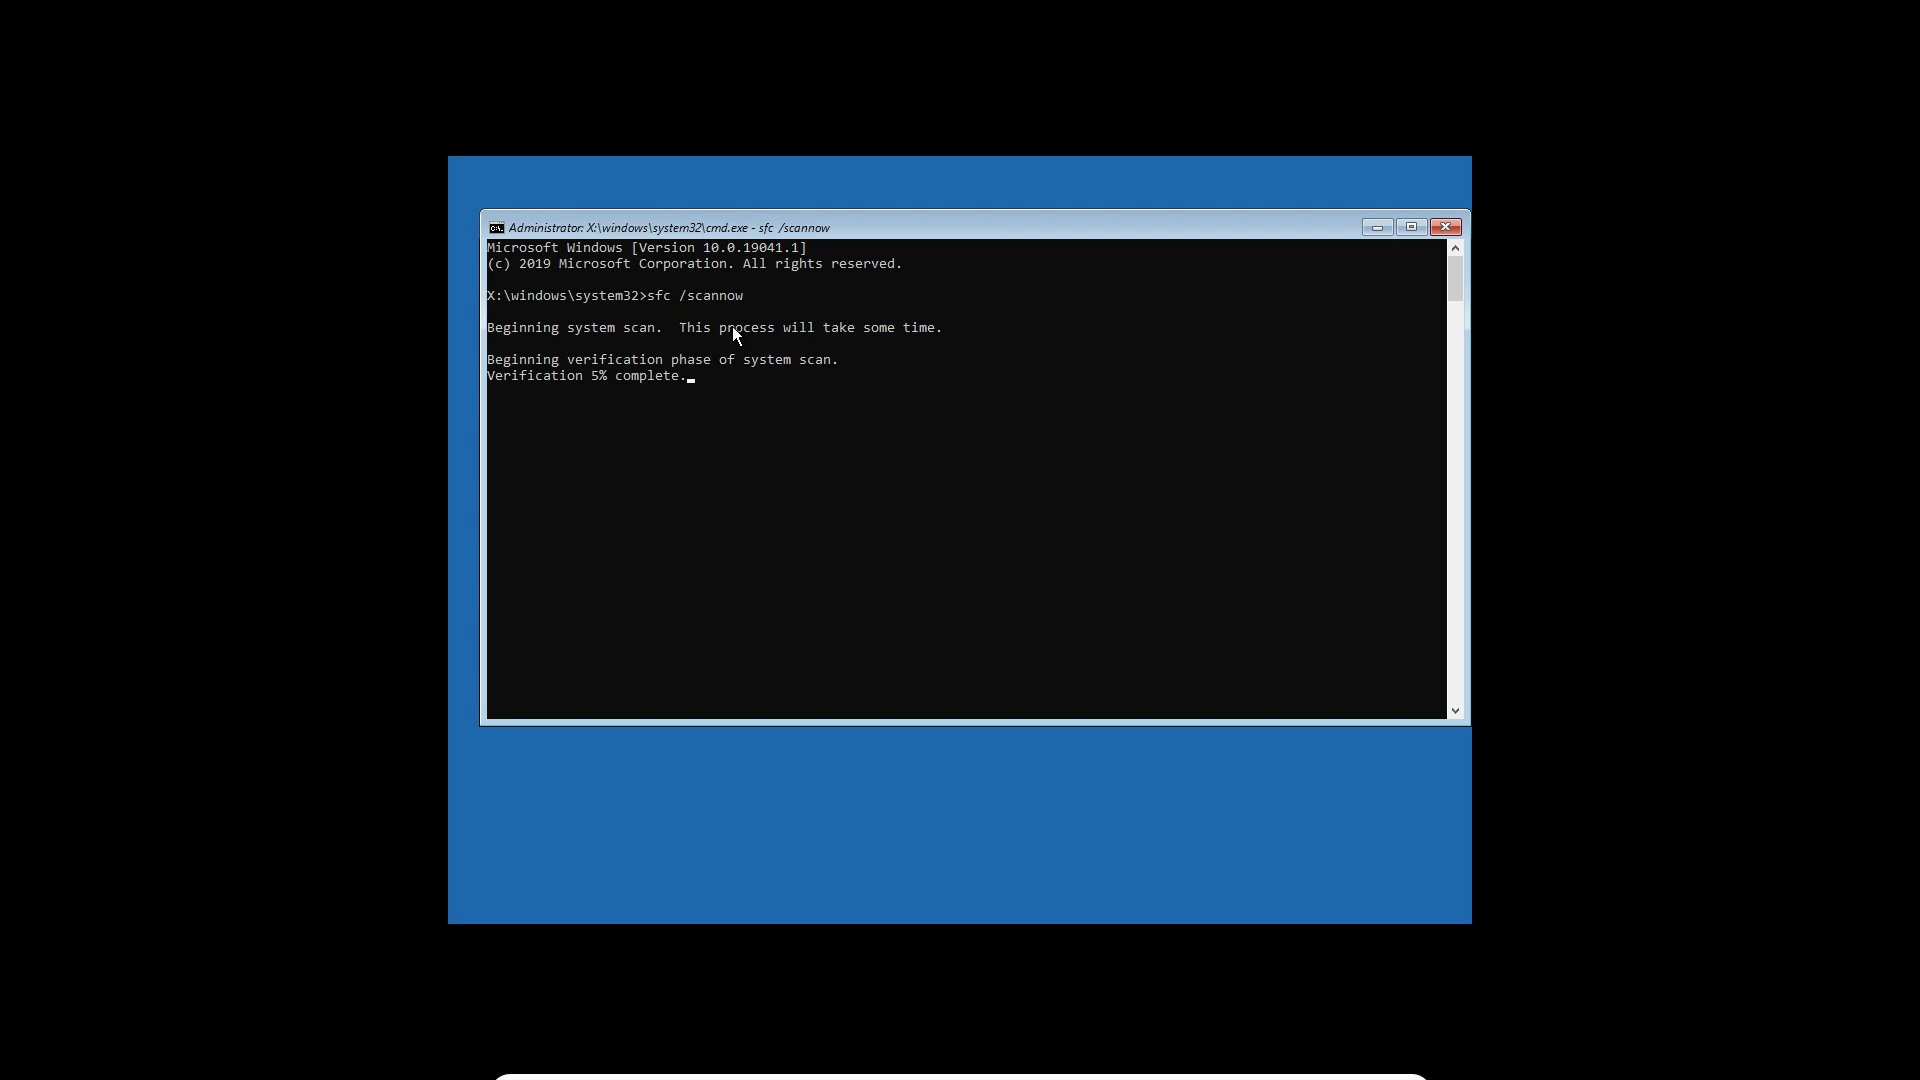 Administrator: X:\windows\system32\cmd.exe - sfc /scannow
Microsoft Windows [Version 10.0.19041.1]
(c) 2019 Microsoft Corporation. All rights reserved.
X:\windows\system32>sfc /scannow
Beginning system scan.  This process will take some time.
Beginning verification phase of system scan.
Verification 5% complete.